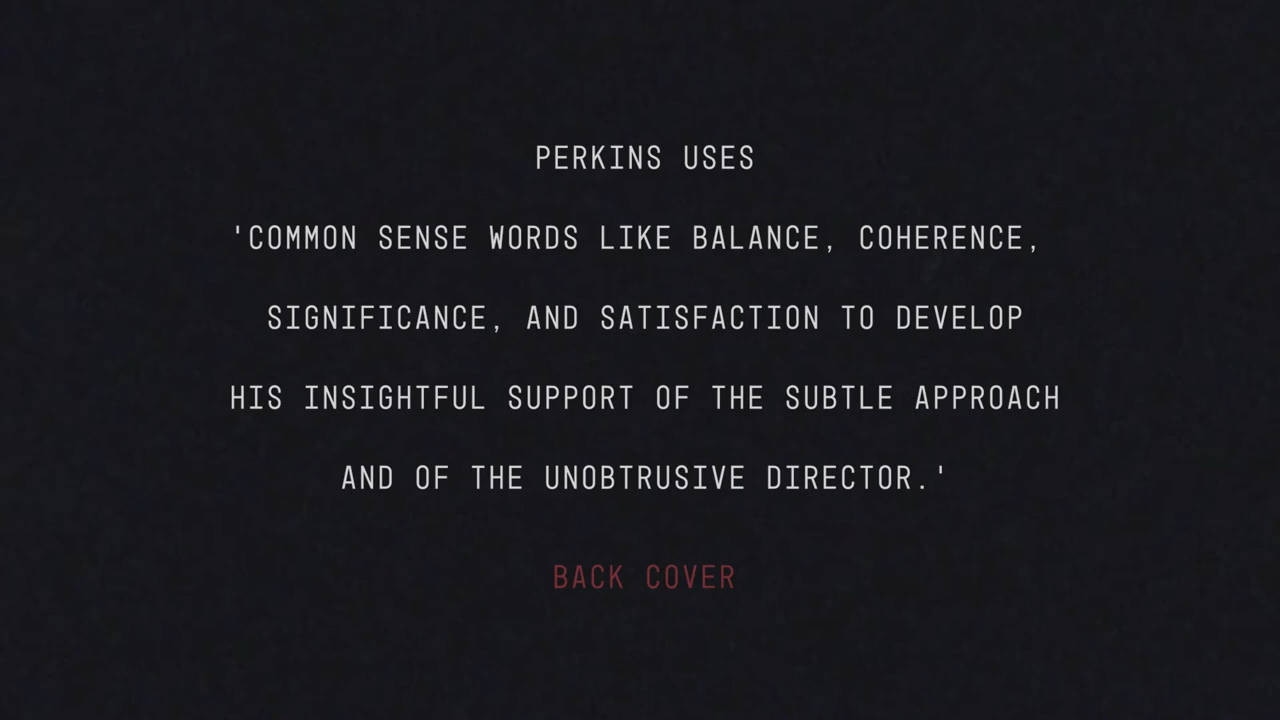 PERKINS USES
'COMMON SENSE WORDS LIKE BALANCE, COHERENCE,
SIGNIFICANCE, AND SATISFACTION TO DEVELOP
HIS INSIGHTFUL SUPPORT OF THE SUBTLE APPROACH
AND OF THE UNOBTRUSIVE DIRECTOR.'
BACK COVER